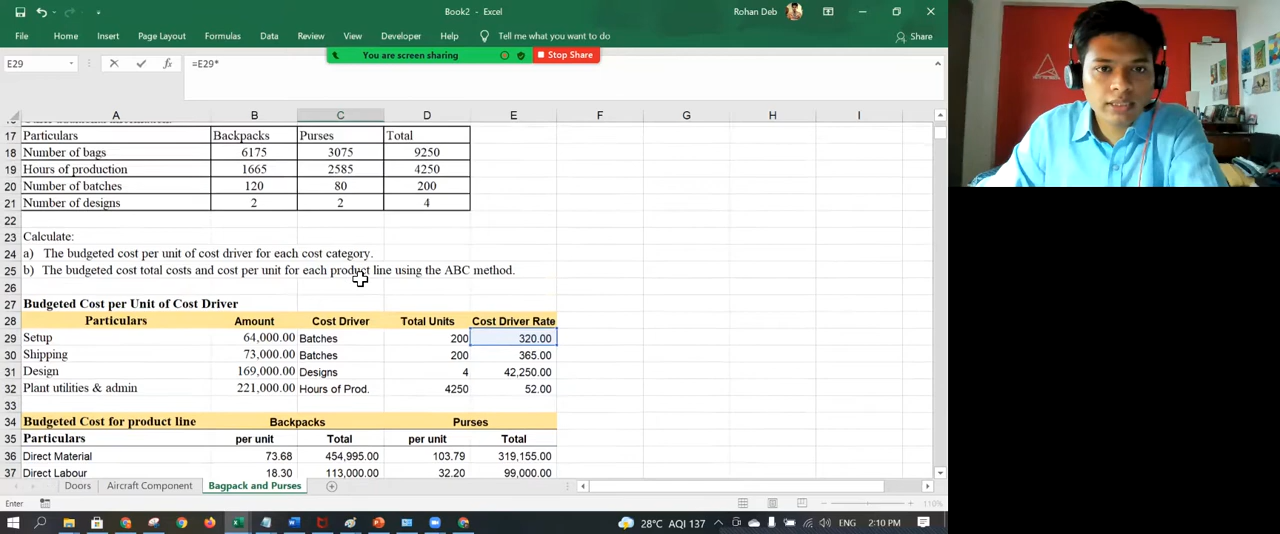 Book2 - Excel
Rohan Deb
File Home Insert Page Layout Formulas Data Review View Developer Help Tell me what you want to do Share
You are screen sharing Stop Share
E29 fx =E29*
A B C D E F G H I
17 Particulars Backpacks Purses Total
18 Number of bags 6175 3075 9250
19 Hours of production 1665 2585 4250
20 Number of batches 120 80 200
21 Number of designs 2 2 4
22
23 Calculate:
24 a) The budgeted cost per unit of cost driver for each cost category.
25 b) The budgeted cost total costs and cost per unit for each product line using the ABC method.
26
27 Budgeted Cost per Unit of Cost Driver
28 Particulars Amount Cost Driver Total Units Cost Driver Rate
29 Setup 64,000.00 Batches 200 320.00
30 Shipping 73,000.00 Batches 200 365.00
31 Design 169,000.00 Designs 4 42,250.00
32 Plant utilities & admin 221,000.00 Hours of Prod. 4250 52.00
33
34 Budgeted Cost for product line Backpacks Purses
35 Particulars per unit Total per unit Total
36 Direct Material 73.68 454,995.00 103.79 319,155.00
37 Direct Labour 18.30 113,000.00 32.20 99,000.00
Doors Aircraft Component Bagpack and Purses
Enter 110%
28°C AQI 137 ENG 2:10 PM